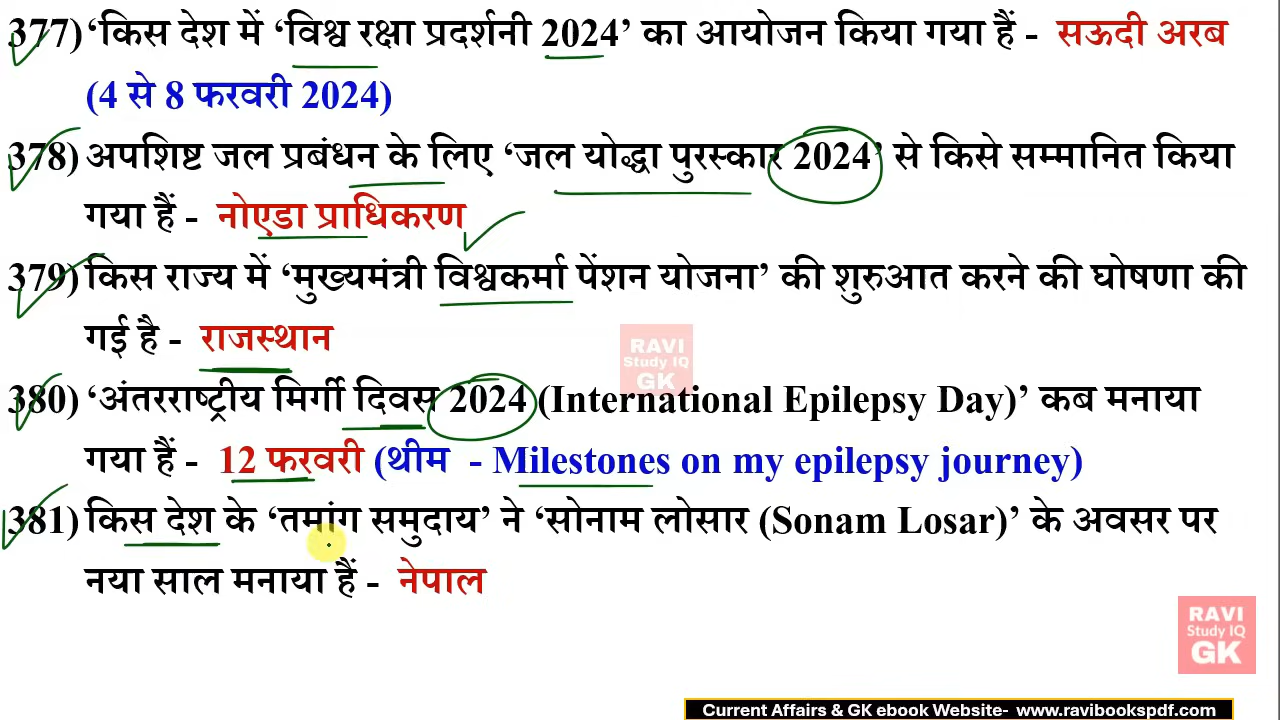 377) ‘किस देश में ‘विश्व रक्षा प्रदर्शनी 2024’ का आयोजन किया गया हैं - सऊदी अरब
(4 से 8 फरवरी 2024)
378) अपशिष्ट जल प्रबंधन के लिए ‘जल योद्धा पुरस्कार 2024’ से किसे सम्मानित किया
गया हैं - नोएडा प्राधिकरण
379) किस राज्य में ‘मुख्यमंत्री विश्वकर्मा पेंशन योजना’ की शुरुआत करने की घोषणा की
गई है - राजस्थान
RAVI
Study IQ
GK
380) ‘अंतरराष्ट्रीय मिर्गी दिवस 2024 (International Epilepsy Day)’ कब मनाया
गया हैं - 12 फरवरी (थीम - Milestones on my epilepsy journey)
381) किस देश के ‘तमांग समुदाय’ ने ‘सोनाम लोसार (Sonam Losar)’ के अवसर पर
नया साल मनाया हैं - नेपाल
RAVI
Study IQ
GK
Current Affairs & GK ebook Website- www.ravibookspdf.com